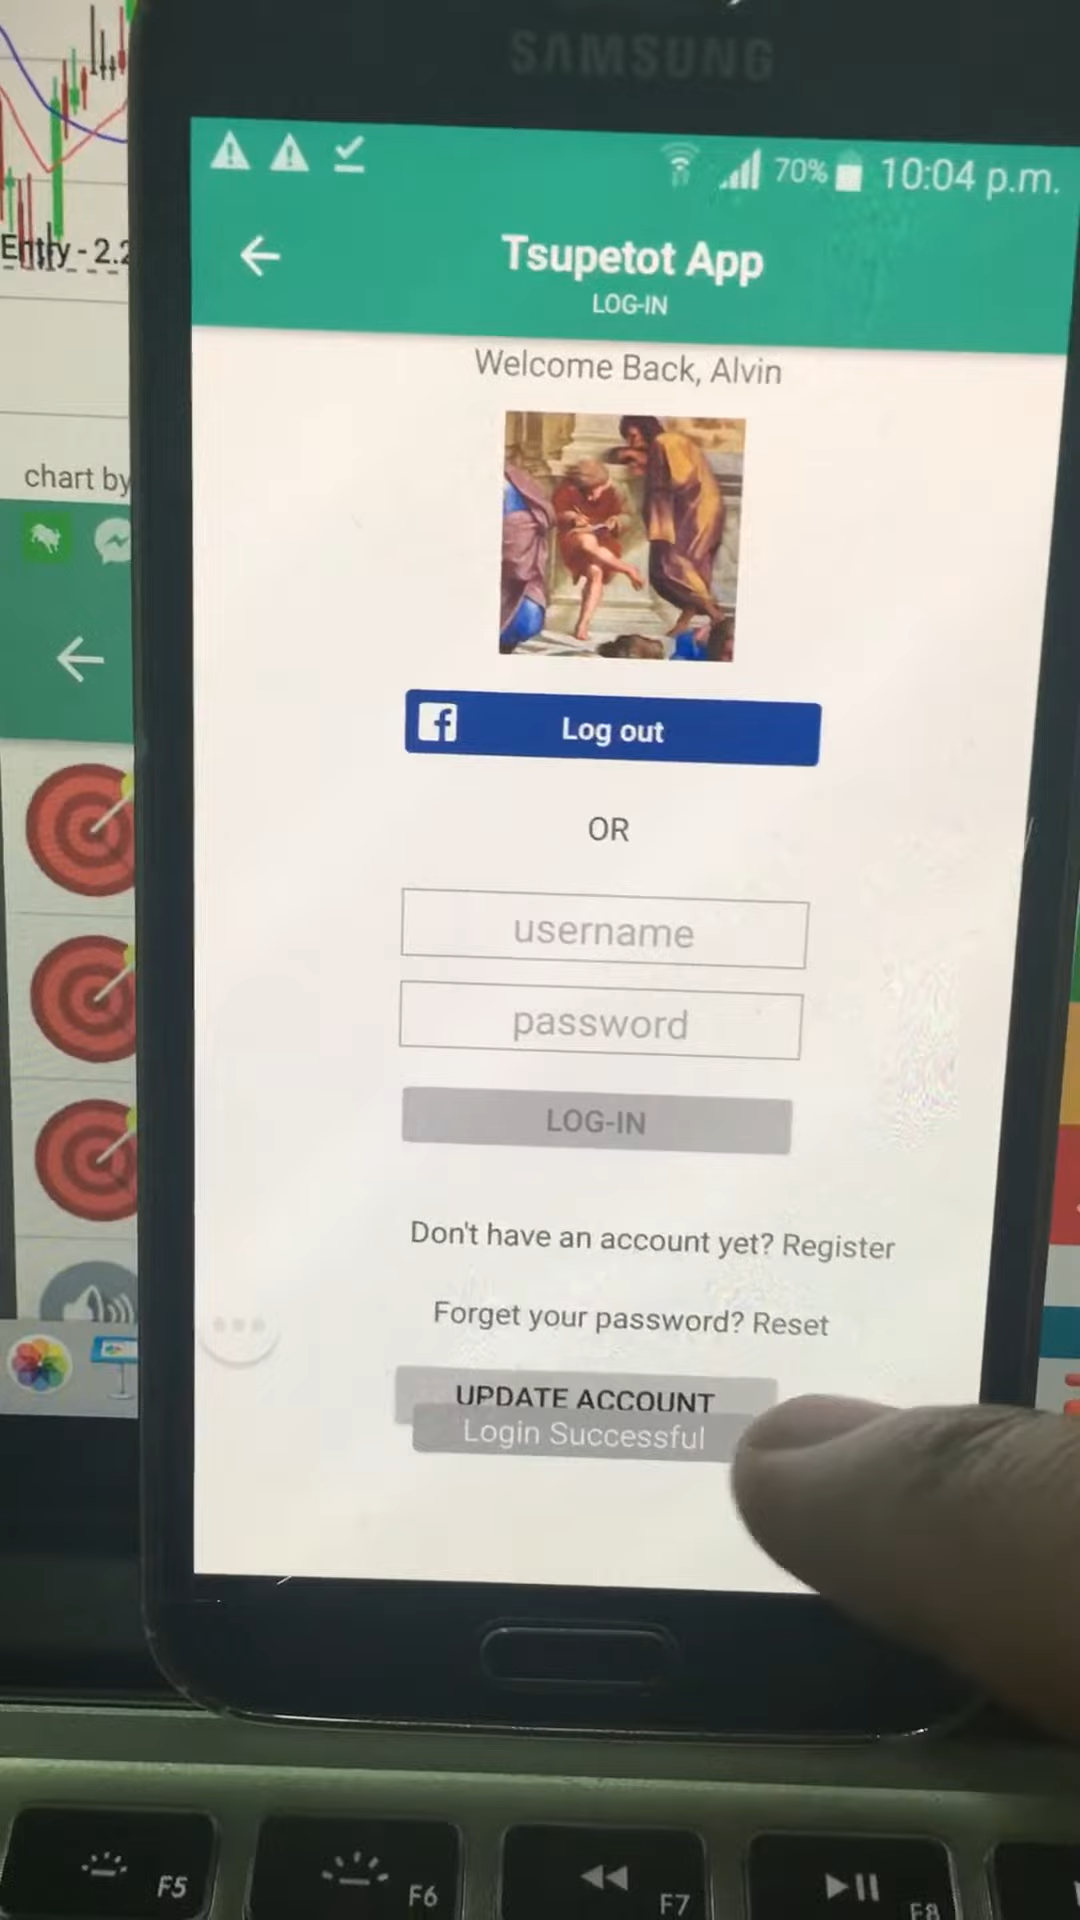 SAMSUNG
70%
10:04 p.m.
Entry - 2.2
Tsupetot App
LOG-IN
Welcome Back, Alvin
chart by
Log out
OR
username
password
LOG-IN
Don't have an account yet? Register
Forget your password? Reset
UPDATE ACCOUNT
Login Successful
F5
F6
F7
F8